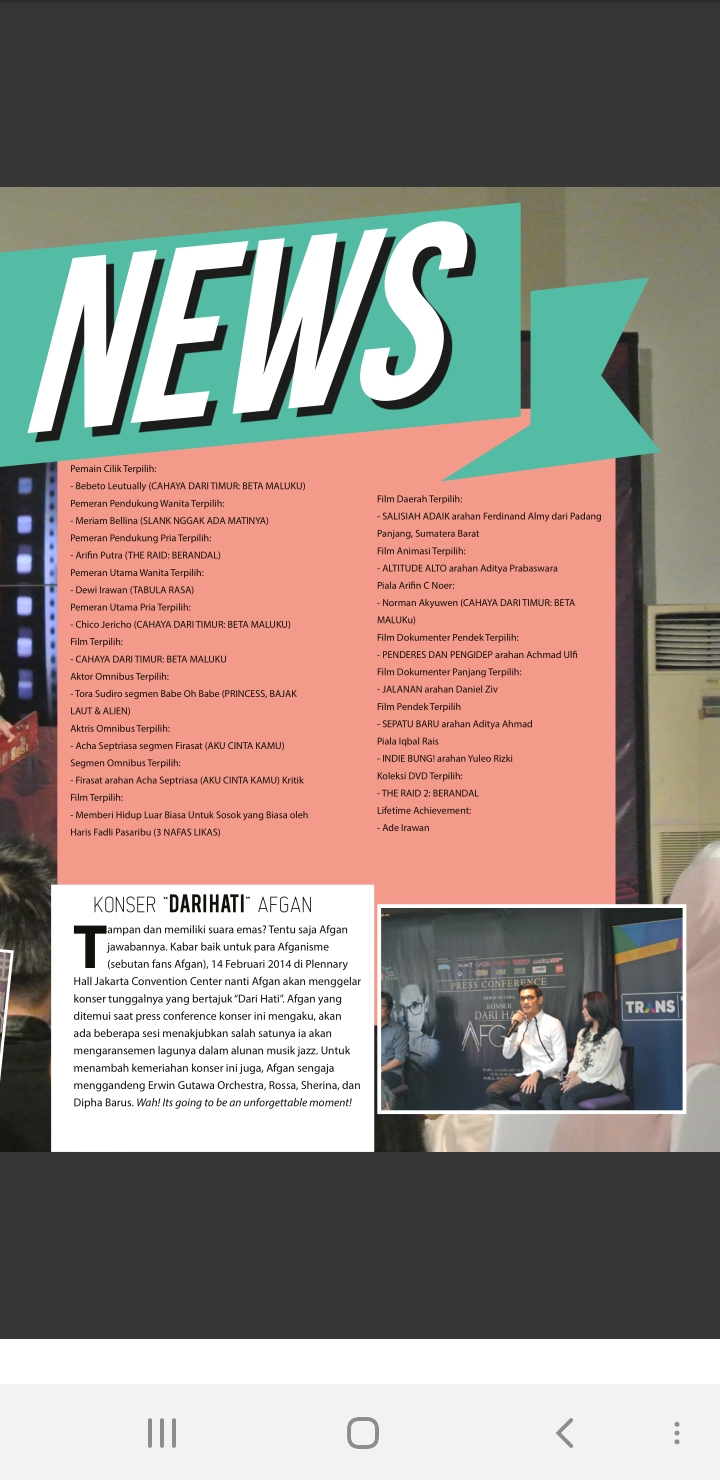 NEWS
Pemain Cilik Terpilih:
- Bebeto Leutually (CAHAYA DARI TIMUR: BETA MALUKU)
Pemeran Pendukung Wanita Terpilih:
- Meriam Bellina (SLANK NGGAK ADA MATINYA)
Pemeran Pendukung Pria Terpilih:
- Arifin Putra (THE RAID: BERANDAL)
Pemeran Utama Wanita Terpilih:
- Dewi Irawan (TABULA RASA)
Pemeran Utama Pria Terpilih:
- Chico Jericho (CAHAYA DARI TIMUR: BETA MALUKU)
Film Terpilih:
- CAHAYA DARI TIMUR: BETA MALUKU
Aktor Omnibus Terpilih:
- Tora Sudiro segmen Babe Oh Babe (PRINCESS, BAJAK
LAUT & ALIEN)
Aktris Omnibus Terpilih:
- Acha Septriasa segmen Firasat (AKU CINTA KAMU)
Segmen Omnibus Terpilih:
- Firasat arahan Acha Septriasa (AKU CINTA KAMU) Kritik
Film Terpilih:
- Memberi Hidup Luar Biasa Untuk Sosok yang Biasa oleh
Haris Fadli Pasaribu (3 NAFAS LIKAS)
Film Daerah Terpilih:
- SALISIAH ADAIK arahan Ferdinand Almy dari Padang
Panjang, Sumatera Barat
Film Animasi Terpilih:
- ALTITUDE ALTO arahan Aditya Prabaswara
Piala Arifin C Noer:
- Norman Akyuwen (CAHAYA DARI TIMUR: BETA
MALUKu)
Film Dokumenter Pendek Terpilih:
- PENDERES DAN PENGIDEP arahan Achmad Ulfi
Film Dokumenter Panjang Terpilih:
- JALANAN arahan Daniel Ziv
Film Pendek Terpilih
- SEPATU BARU arahan Aditya Ahmad
Piala Iqbal Rais
- INDIE BUNG! arahan Yuleo Rizki
Koleksi DVD Terpilih:
- THE RAID 2: BERANDAL
Lifetime Achievement:
- Ade Irawan
KONSER "DARI HATI" AFGAN
Tampan dan memiliki suara emas? Tentu saja Afgan
jawabannya. Kabar baik untuk para Afganisme
(sebutan fans Afgan), 14 Februari 2014 di Plennary
Hall Jakarta Convention Center nanti Afgan akan menggelar
konser tunggalnya yang bertajuk "Dari Hati". Afgan yang
ditemui saat press conference konser ini mengaku, akan
ada beberapa sesi menakjubkan salah satunya ia akan
mengaransemen lagunya dalam alunan musik jazz. Untuk
menambah kemeriahan konser ini juga, Afgan sengaja
menggandeng Erwin Gutawa Orchestra, Rossa, Sherina, dan
Dipha Barus. Wah! Its going to be an unforgettable moment!
PRESS CONFERENCE
KONSER
DARI HA
AFG
TRANS